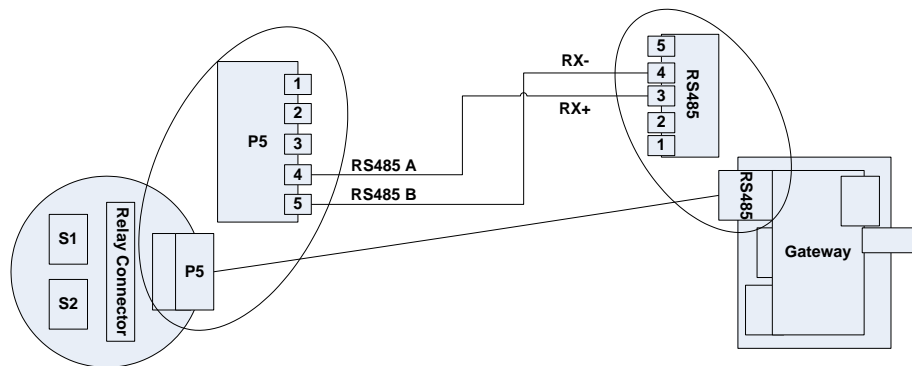 P5
1
2
3
4
5
RS485 A
RS485 B
RX-
RX+
5
4
3
2
1
RS485
S1
S2
Relay Connector
P5
RS485
Gateway